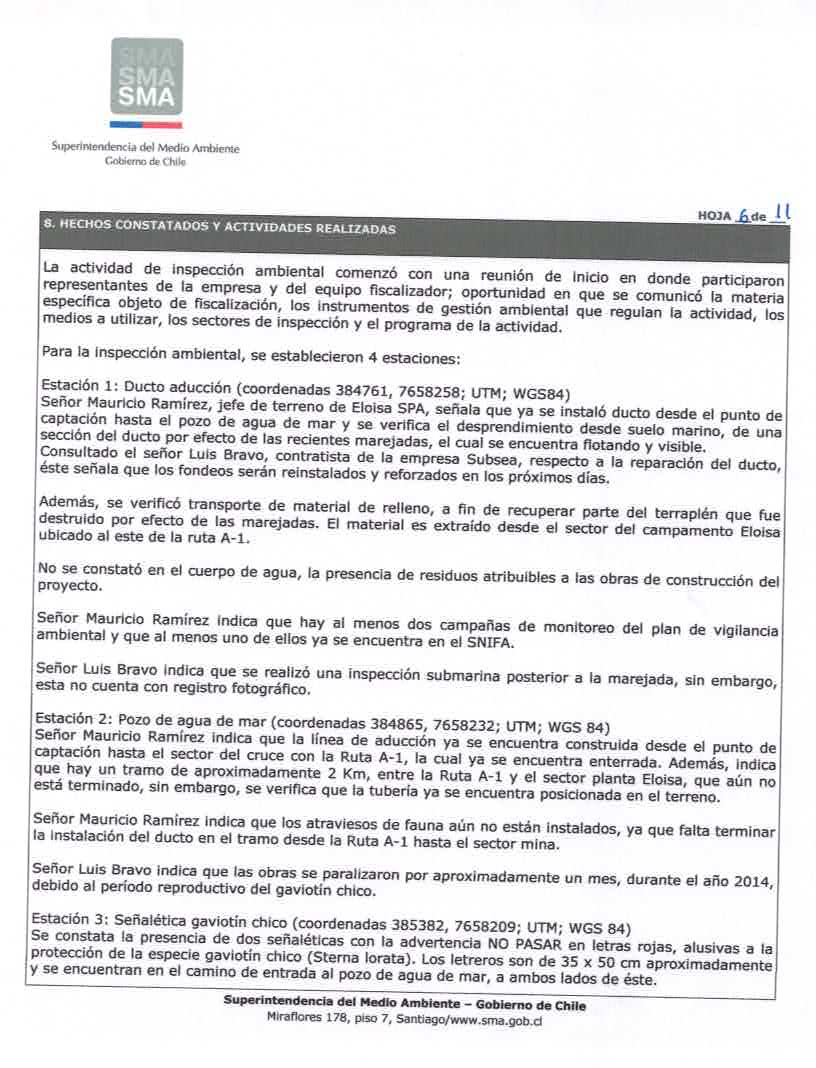 SMA
SMA
SMA
Superintendencia del Medio Ambiente
Gobierno de Chile
HOJA 6 de 11
8. HECHOS CONSTATADOS Y ACTIVIDADES REALIZADAS
La actividad de inspección ambiental comenzó con una reunión de inicio en donde participaron
representantes de la empresa y del equipo fiscalizador; oportunidad en que se comunicó la materia
específica objeto de fiscalización, los instrumentos de gestión ambiental que regulan la actividad, los
medios a utilizar, los sectores de inspección y el programa de la actividad.
Para la inspección ambiental, se establecieron 4 estaciones:
Estación 1: Ducto aducción (coordenadas 384761, 7658258; UTM; WGS84)
Señor Mauricio Ramírez, jefe de terreno de Eloisa SPA, señala que ya se instaló ducto desde el punto de
captación hasta el pozo de agua de mar y se verifica el desprendimiento desde suelo marino, de una
sección del ducto por efecto de las recientes marejadas, el cual se encuentra flotando y visible.
Consultado el señor Luis Bravo, contratista de la empresa Subsea, respecto a la reparación del ducto,
éste señala que los fondeos serán reinstalados y reforzados en los próximos días.
Además, se verificó transporte de material de relleno, a fin de recuperar parte del terraplén que fue
destruido por efecto de las marejadas. El material es extraído desde el sector del campamento Eloisa
ubicado al este de la ruta A-1.
No se constató en el cuerpo de agua, la presencia de residuos atribuibles a las obras de construcción del
proyecto.
Señor Mauricio Ramírez indica que hay al menos dos campañas de monitoreo del plan de vigilancia
ambiental y que al menos uno de ellos ya se encuentra en el SNIFA.
Señor Luis Bravo indica que se realizó una inspección submarina posterior a la marejada, sin embargo,
esta no cuenta con registro fotográfico.
Estación 2: Pozo de agua de mar (coordenadas 384865, 7658232; UTM; WGS 84)
Señor Mauricio Ramírez indica que la línea de aducción ya se encuentra construida desde el punto de
captación hasta el sector del cruce con la Ruta A-1, la cual ya se encuentra enterrada. Además, indica
que hay un tramo de aproximadamente 2 Km, entre la Ruta A-1 y el sector planta Eloisa, que aún no
está terminado, sin embargo, se verifica que la tubería ya se encuentra posicionada en el terreno.
Señor Mauricio Ramírez indica que los atraviesos de fauna aún no están instalados, ya que falta terminar
la instalación del ducto en el tramo desde la Ruta A-1 hasta el sector mina.
Señor Luis Bravo indica que las obras se paralizaron por aproximadamente un mes, durante el año 2014,
debido al período reproductivo del gaviotín chico.
Estación 3: Señalética gaviotín chico (coordenadas 385382, 7658209; UTM; WGS 84)
Se constata la presencia de dos señaléticas con la advertencia NO PASAR en letras rojas, alusivas a la
protección de la especie gaviotín chico (Sterna lorata). Los letreros son de 35 x 50 cm aproximadamente
y se encuentran en el camino de entrada al pozo de agua de mar, a ambos lados de éste.
Superintendencia del Medio Ambiente – Gobierno de Chile
Miraflores 178, piso 7, Santiago/www.sma.gob.cl